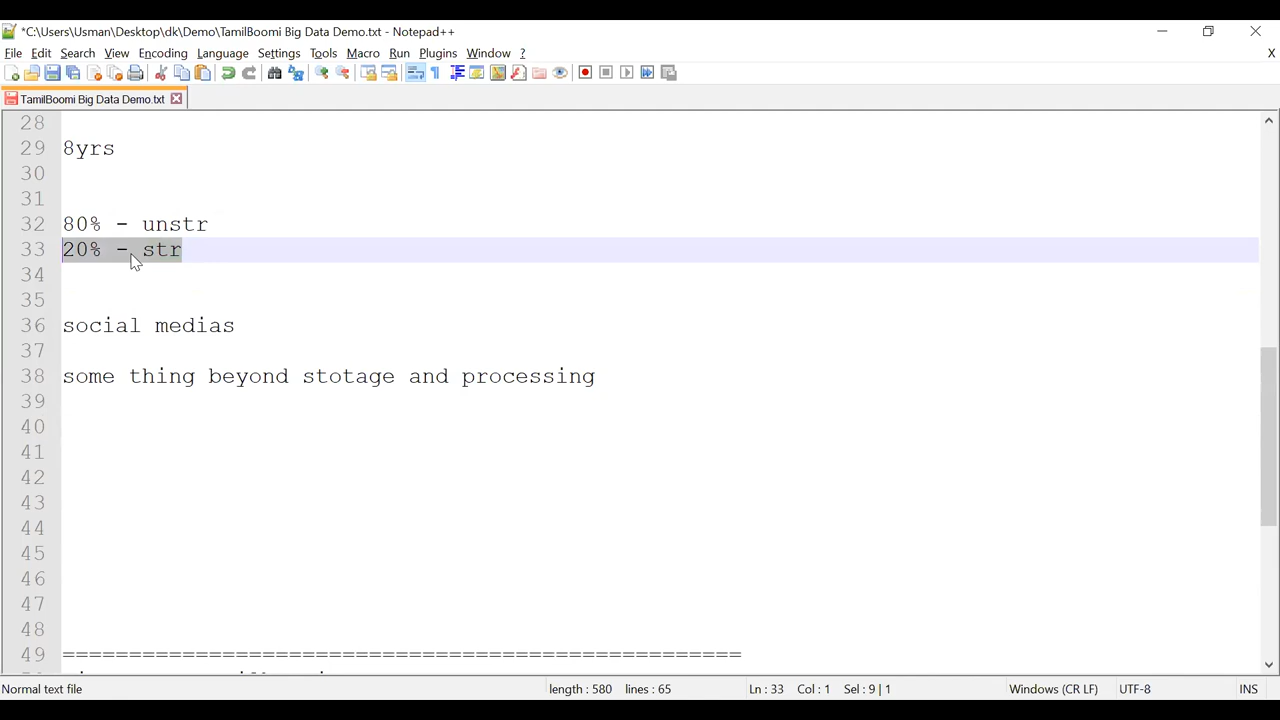 *C:\Users\Usman\Desktop\dk\Demo\TamilBoomi Big Data Demo.txt - Notepad++
File Edit Search View Encoding Language Settings Tools Macro Run Plugins Window ? X
TamilBoomi Big Data Demo.txt
28
29 8yrs
30
31
32 80% - unstr
33 20% - str
34
35
36 social medias
37
38 some thing beyond stotage and processing
39
40
41
42
43
44
45
46
47
48
49 ===================================================
Normal text file length : 580 lines : 65 Ln : 33 Col : 1 Sel : 9 | 1 Windows (CR LF) UTF-8 INS